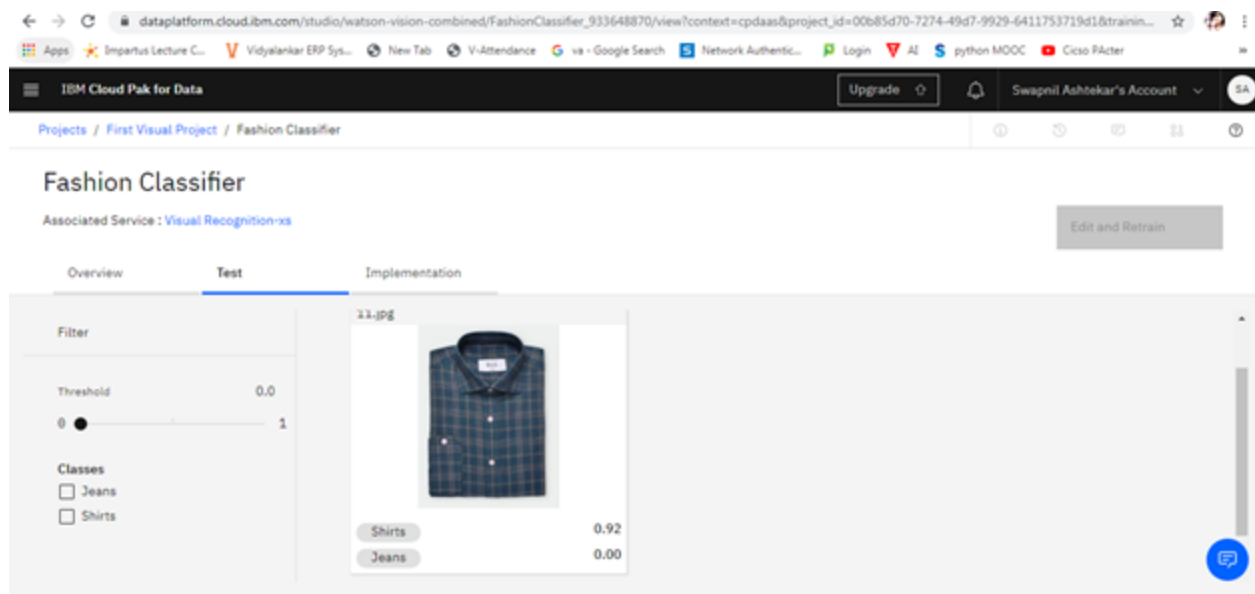 dataplatform.cloud.ibm.com/studio/watson-vision-combined/FashionClassifier_933648870/view?context=cpdaas&project_id=00b85d70-7274-49d7-9929-6411753719d1&trainin...
Apps Impartus Lecture C... Vidyalankar ERP Sys... New Tab V-Attendance va - Google Search Network Authentic... Login AI python MOOC Cicso PActer »
IBM Cloud Pak for Data Upgrade Swapnil Ashtekar's Account SA
Projects / First Visual Project / Fashion Classifier
Fashion Classifier
Associated Service : Visual Recognition-xs
Edit and Retrain
Overview Test Implementation
11.jpg
Filter
Threshold 0.0
0 1
Classes
Jeans
Shirts
Shirts 0.92
Jeans 0.00